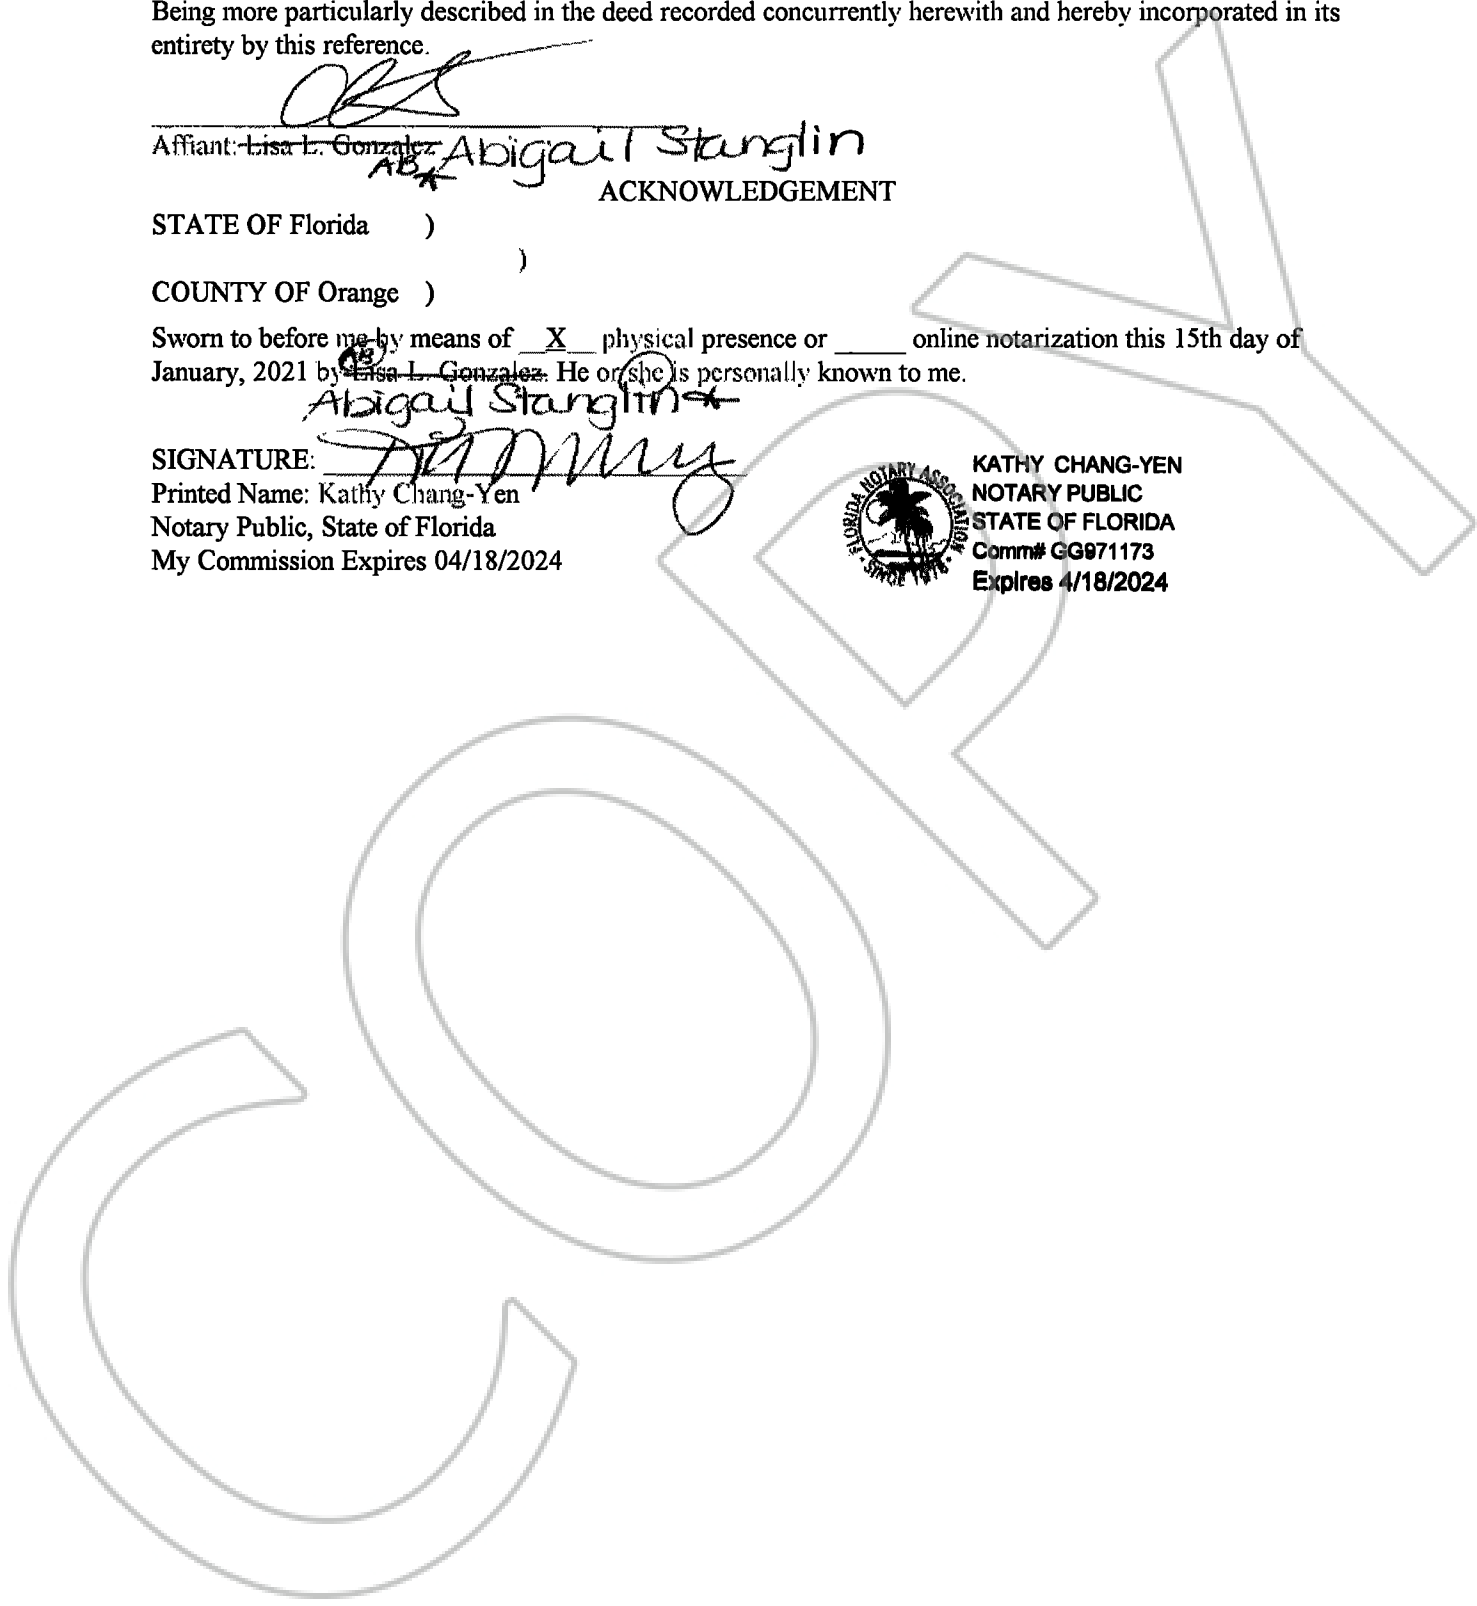 Being more particularly described in the deed recorded concurrently herewith and hereby incorporated in its
entirety by this reference.
Affiant: Lisa L. Gonzalez Abigail Stanglin
AB*
ACKNOWLEDGEMENT
STATE OF Florida )
)
COUNTY OF Orange )
Sworn to before me by means of __X__ physical presence or _____ online notarization this 15th day of
AB
January, 2021 by Lisa L. Gonzalez. He or she is personally known to me.
Abigail Stanglin*
SIGNATURE:
Printed Name: Kathy Chang-Yen
Notary Public, State of Florida
My Commission Expires 04/18/2024
FLORIDA NOTARY ASSOCIATION
KATHY CHANG-YEN
NOTARY PUBLIC
STATE OF FLORIDA
Comm# GG971173
Expires 4/18/2024
COPY